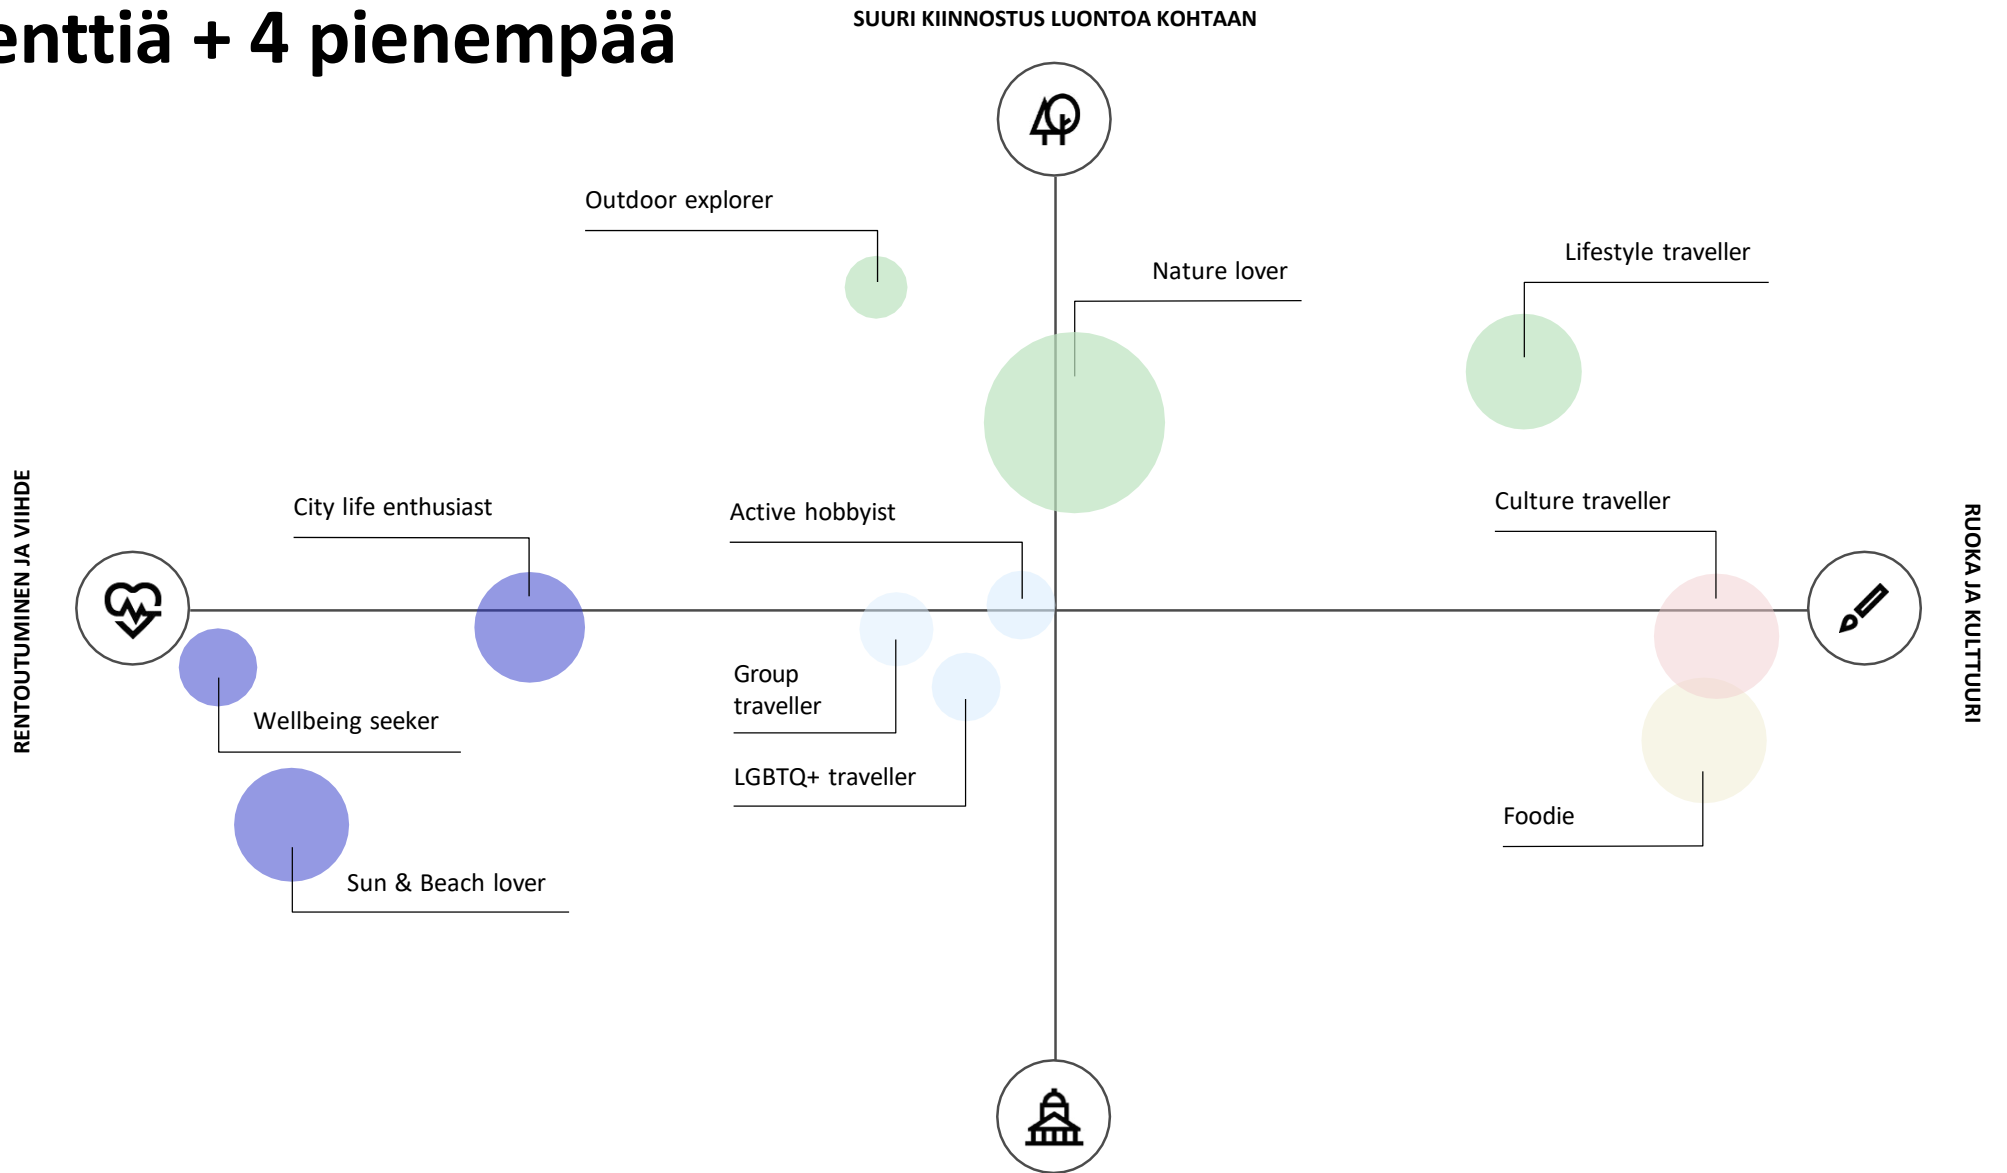 enttiä + 4 pienempää
SUURI KIINNOSTUS LUONTOA KOHTAAN
Outdoor explorer
Lifestyle traveller
Nature lover
RENTOUTUMINEN JA VIIHDE
City life enthusiast
Active hobbyist
Culture traveller
RUOKA JA KULTTUURI
Group
traveller
Wellbeing seeker
LGBTQ+ traveller
Foodie
Sun & Beach lover